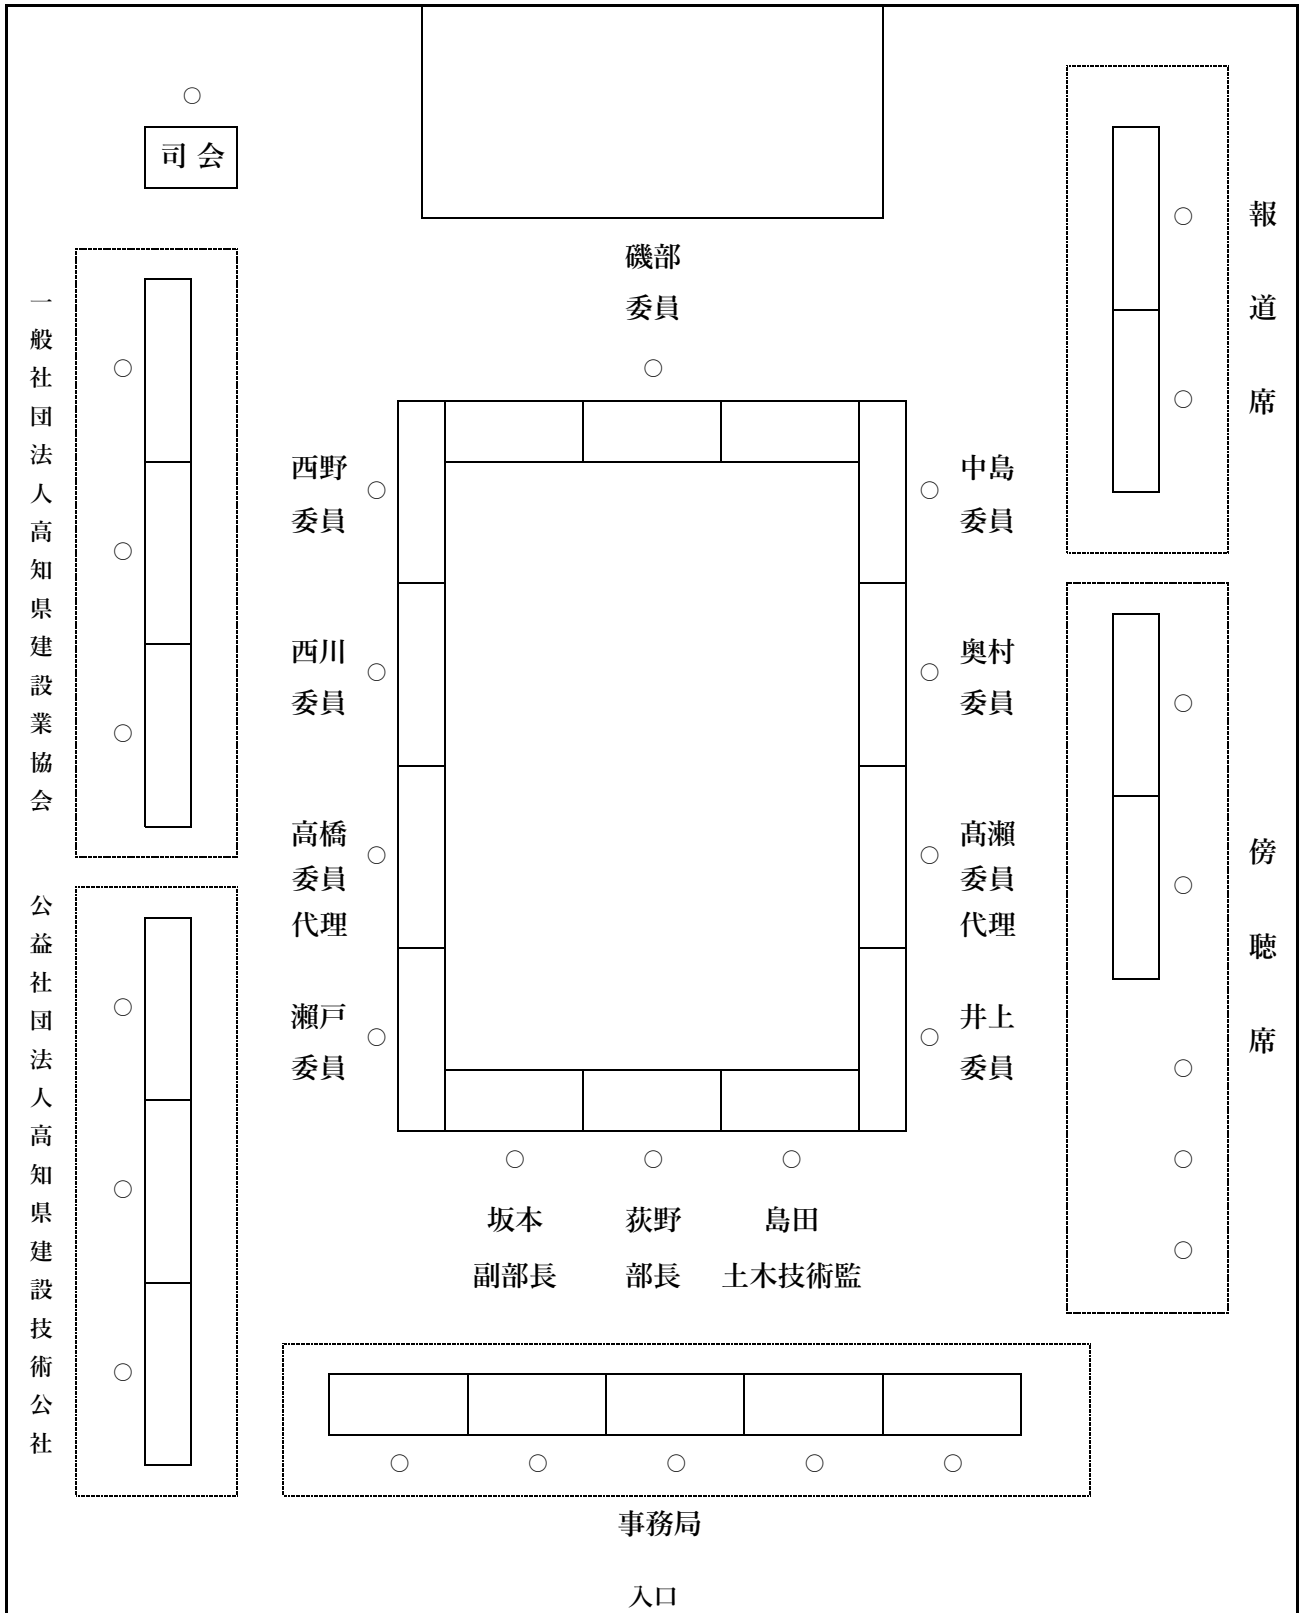 司会
磯部
委員
報道席
一般社団法人高知県建設業協会
西野
委員
中島
委員
西川
委員
奥村
委員
高橋
委員
代理
髙瀨
委員
代理
傍聴席
公益社団法人高知県建設技術公社
瀨戸
委員
井上
委員
坂本
副部長
荻野
部長
島田
土木技術監
事務局
入口